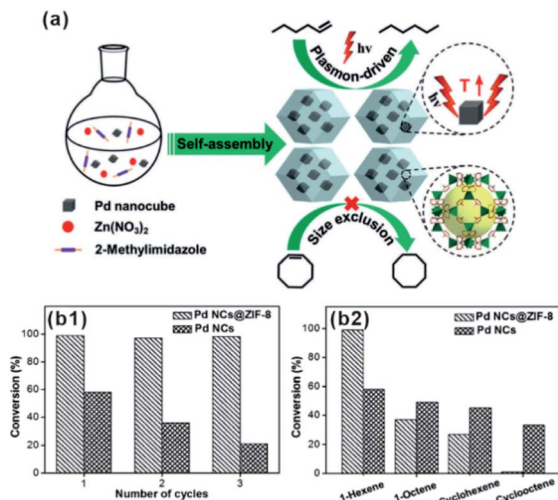 (a)
Plasmon-driven
hv
T
hv
Self-assembly
Pd nanocube
Zn(NO₃)₂
2-Methylimidazole
Size exclusion
(b1)
Pd NCs@ZIF-8
Pd NCs
Conversion (%)
100
80
60
40
20
0
1 2 3
Number of cycles
(b2)
Pd NCs@ZIF-8
Pd NCs
Conversion (%)
100
80
60
40
20
0
1-Hexene 1-Octene Cyclohexene Cyclooctene